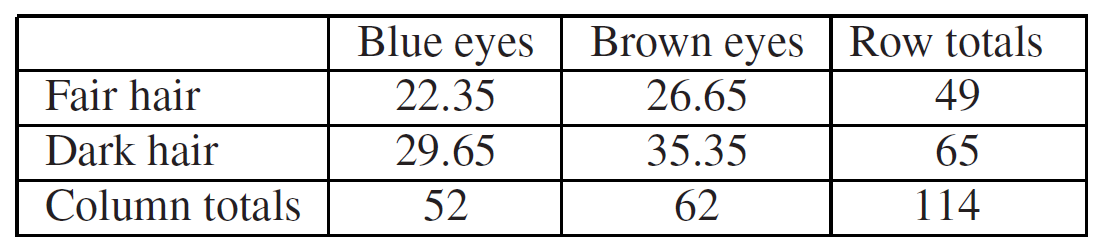 Blue eyes Brown eyes Row totals
Fair hair 22.35 26.65 49
Dark hair 29.65 35.35 65
Column totals 52 62 114